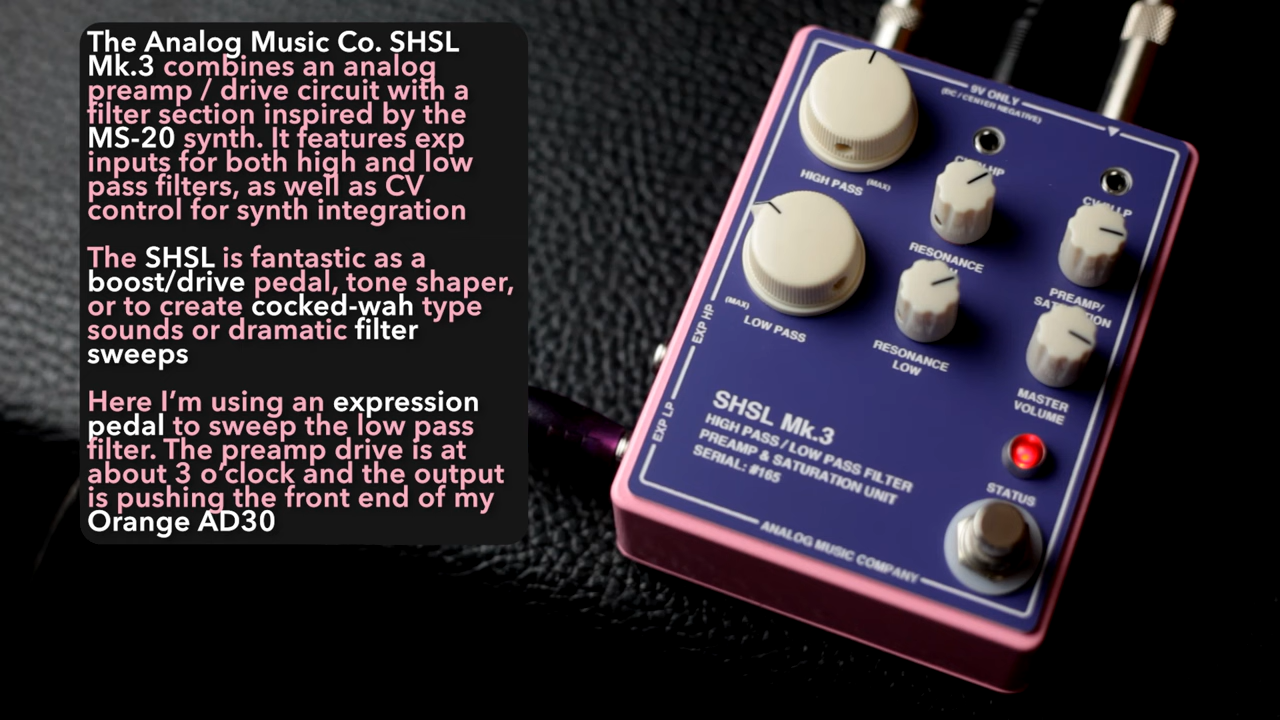 The Analog Music Co. SHSL
Mk.3 combines an analog
preamp / drive circuit with a
filter section inspired by the
MS-20 synth. It features exp
inputs for both high and low
pass filters, as well as CV
control for synth integration
The SHSL is fantastic as a
boost/drive pedal, tone shaper,
or to create cocked-wah type
sounds or dramatic filter
sweeps
Here I'm using an expression
pedal to sweep the low pass
filter. The preamp drive is at
about 3 o'clock and the output
is pushing the front end of my
Orange AD30
9V ONLY
(DC / CENTER NEGATIVE)
HIGH PASS
(MAX)
RESONANCE
PREAMP/
(MAX)
LOW PASS
RESONANCE
LOW
MASTER
VOLUME
EXP HP
EXP LP
SHSL Mk.3
HIGH PASS / LOW PASS FILTER
PREAMP & SATURATION UNIT
SERIAL: #165
STATUS
ANALOG MUSIC COMPANY